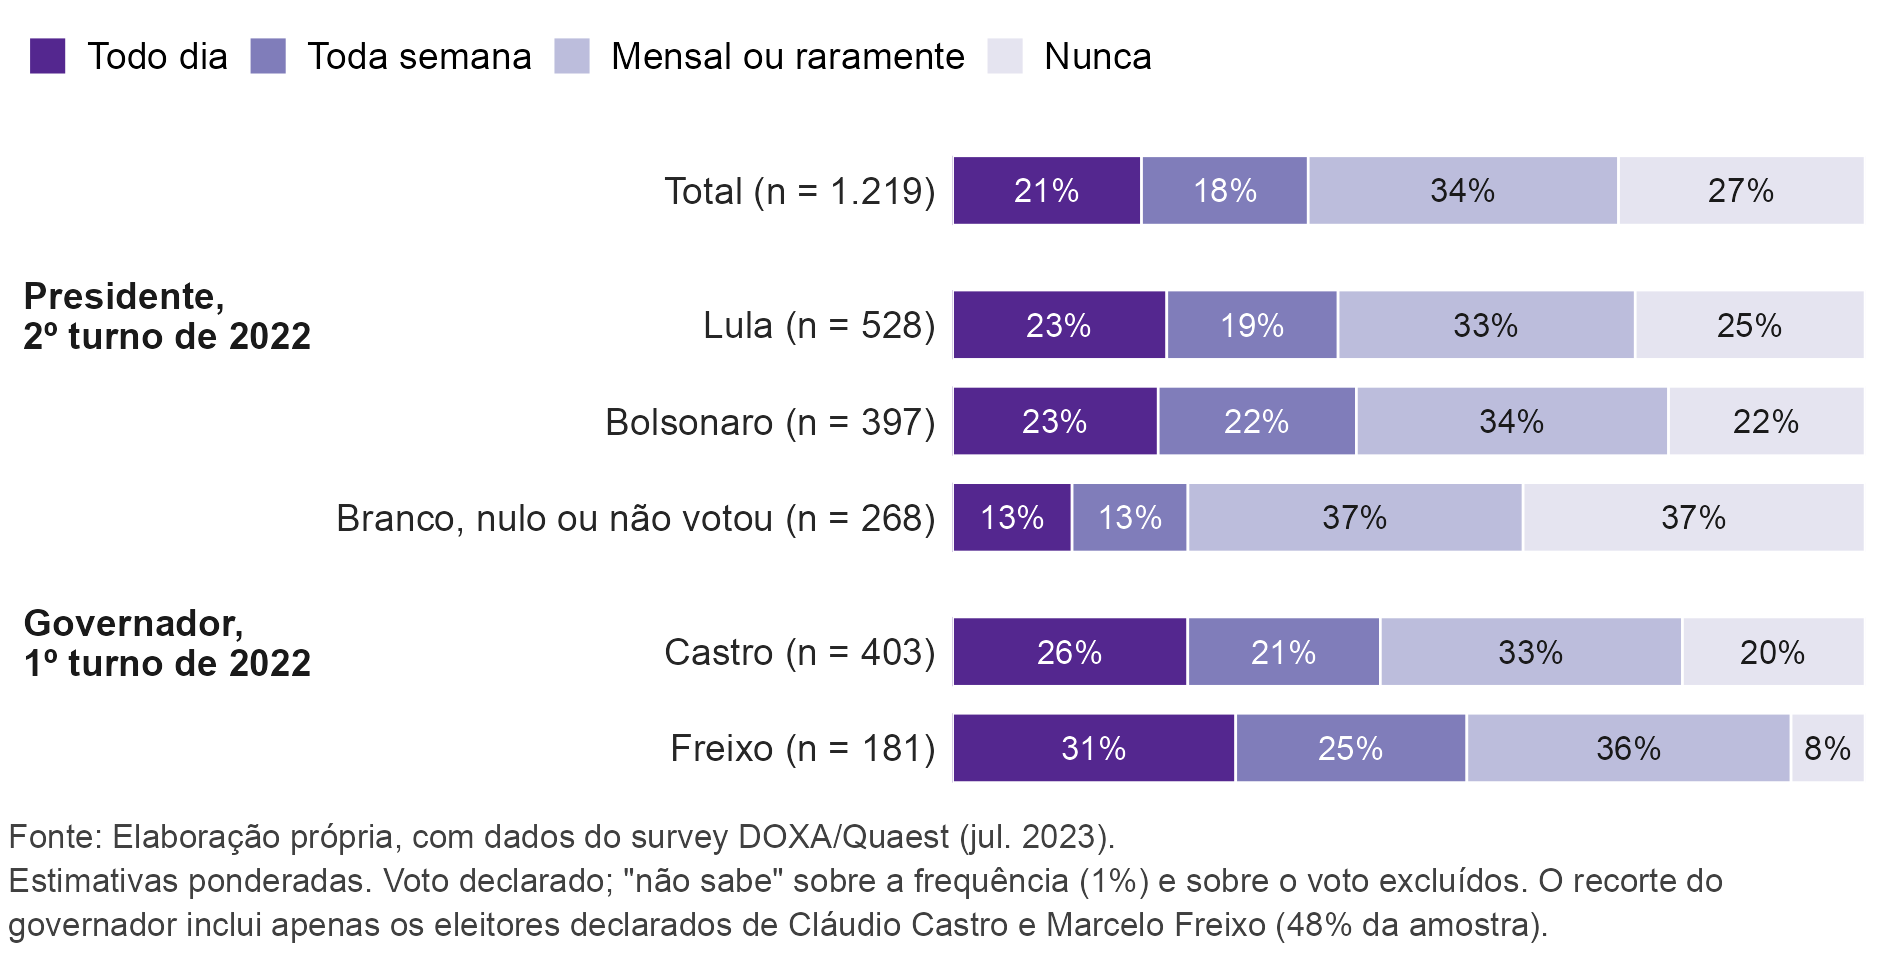 Todo dia Toda semana Mensal ou raramente Nunca
Total (n = 1.219) 21% 18% 34% 27%
Presidente,
2º turno de 2022
Lula (n = 528) 23% 19% 33% 25%
Bolsonaro (n = 397) 23% 22% 34% 22%
Branco, nulo ou não votou (n = 268) 13% 13% 37% 37%
Governador,
1º turno de 2022
Castro (n = 403) 26% 21% 33% 20%
Freixo (n = 181) 31% 25% 36% 8%
Fonte: Elaboração própria, com dados do survey DOXA/Quaest (jul. 2023).
Estimativas ponderadas. Voto declarado; "não sabe" sobre a frequência (1%) e sobre o voto excluídos. O recorte do
governador inclui apenas os eleitores declarados de Cláudio Castro e Marcelo Freixo (48% da amostra).